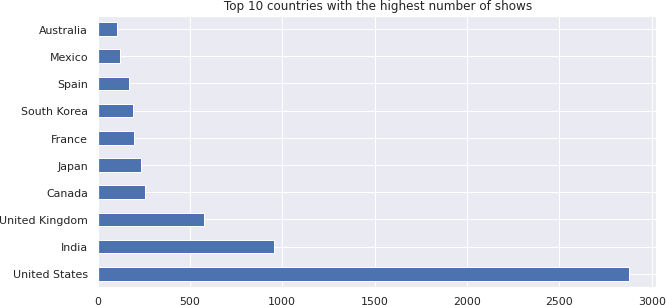 Top 10 countries with the highest number of shows
Australia
Mexico
Spain
South Korea
France
Japan
Canada
United Kingdom
India
United States
0 500 1000 1500 2000 2500 3000